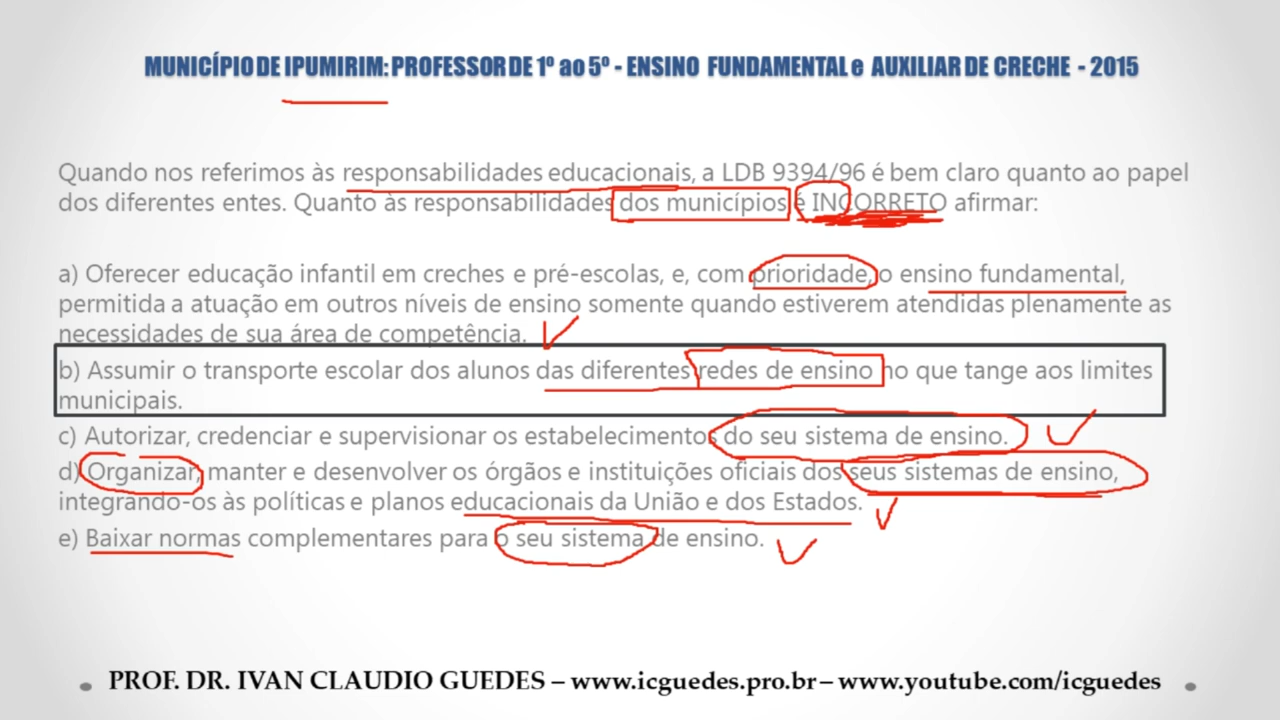 MUNICÍPIO DE IPUMIRIM: PROFESSOR DE 1º ao 5º - ENSINO FUNDAMENTAL e AUXILIAR DE CRECHE - 2015
Quando nos referimos às responsabilidades educacionais, a LDB 9394/96 é bem claro quanto ao papel
dos diferentes entes. Quanto às responsabilidades dos municípios é INCORRETO afirmar:
a) Oferecer educação infantil em creches e pré-escolas, e, com prioridade, o ensino fundamental,
permitida a atuação em outros níveis de ensino somente quando estiverem atendidas plenamente as
necessidades de sua área de competência.
b) Assumir o transporte escolar dos alunos das diferentes redes de ensino no que tange aos limites
municipais.
c) Autorizar, credenciar e supervisionar os estabelecimentos do seu sistema de ensino.
d) Organizar, manter e desenvolver os órgãos e instituições oficiais dos seus sistemas de ensino,
integrando-os às políticas e planos educacionais da União e dos Estados.
e) Baixar normas complementares para o seu sistema de ensino.
PROF. DR. IVAN CLAUDIO GUEDES – www.icguedes.pro.br – www.youtube.com/icguedes